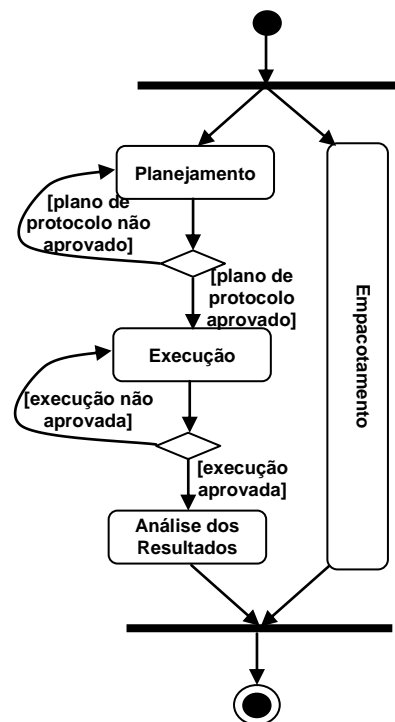 Planejamento
[plano de
protocolo não
aprovado]
[plano de
protocolo
aprovado]
Execução
[execução não
aprovada]
[execução
aprovada]
Análise dos
Resultados
Empacotamento